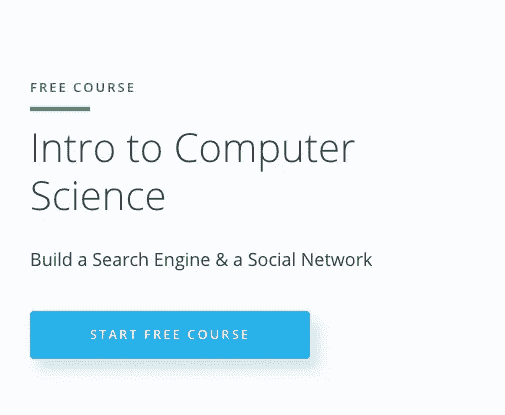 FREE COURSE
Intro to Computer
Science
Build a Search Engine & a Social Network
START FREE COURSE